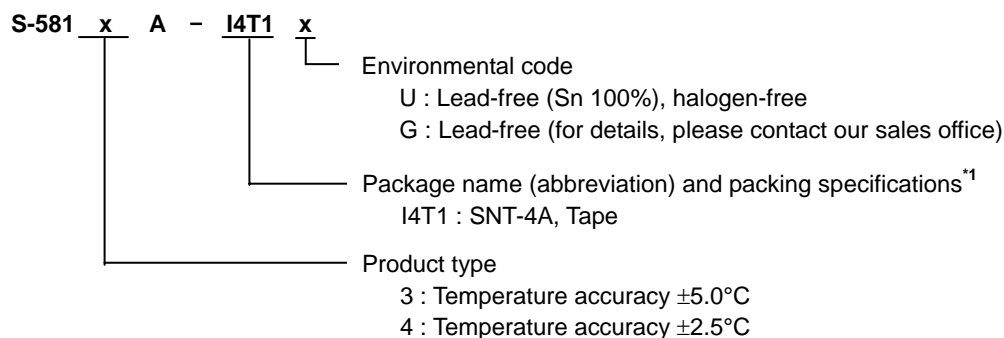 S-581 x A − I4T1 x
Environmental code
U : Lead-free (Sn 100%), halogen-free
G : Lead-free (for details, please contact our sales office)
Package name (abbreviation) and packing specifications*1
I4T1 : SNT-4A, Tape
Product type
3 : Temperature accuracy ±5.0°C
4 : Temperature accuracy ±2.5°C